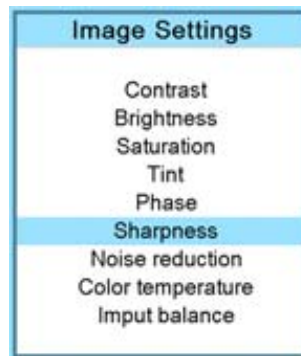 Image Settings
Contrast
Brightness
Saturation
Tint
Phase
Sharpness
Noise reduction
Color temperature
Imput balance